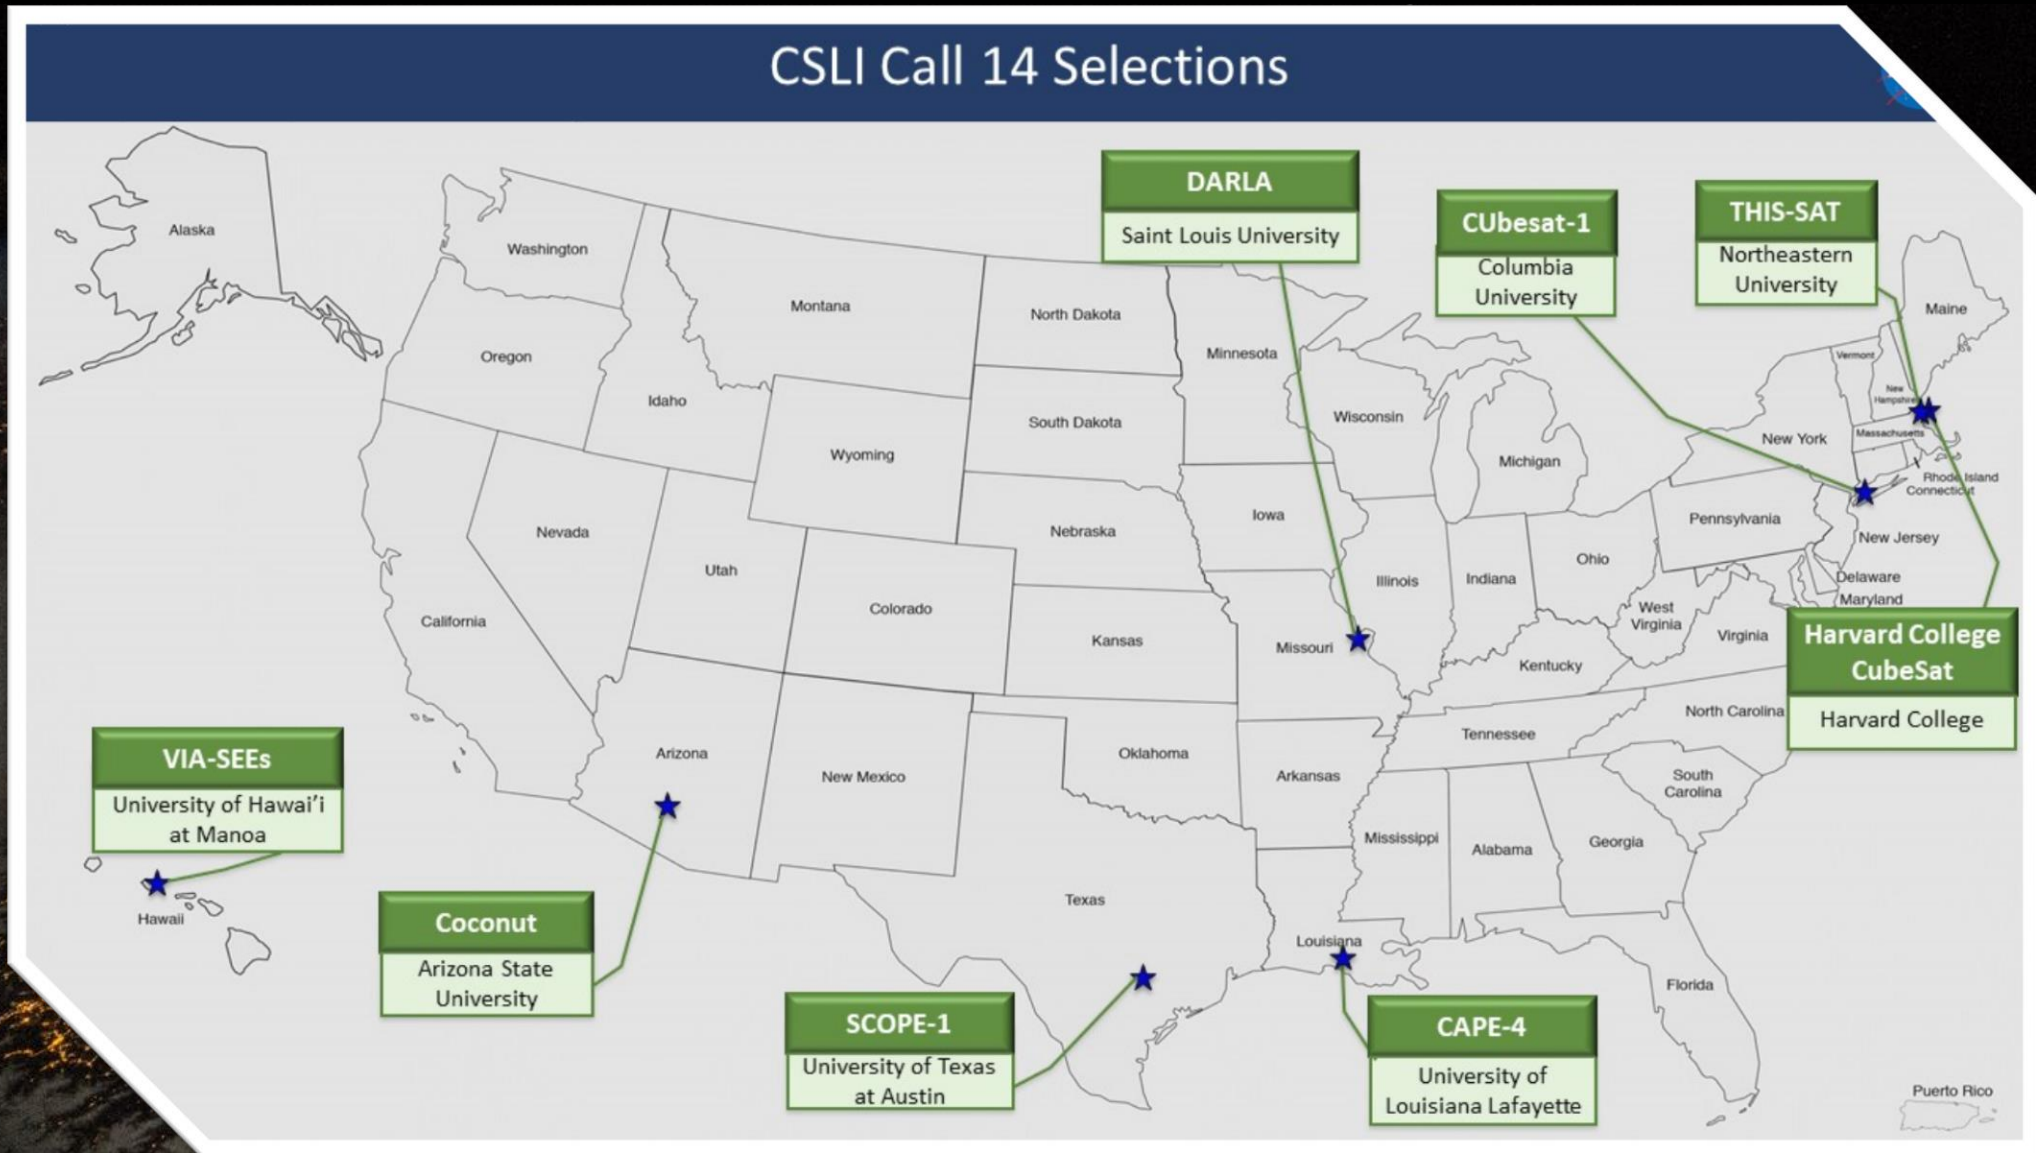 CSLI Call 14 Selections
DARLA
Saint Louis University
CUbesat-1
Columbia
University
THIS-SAT
Northeastern
University
Alaska
Washington
Montana
North Dakota
Minnesota
Maine
Vermont
Oregon
Idaho
South Dakota
Wisconsin
New
Hampshire
Wyoming
Michigan
New York
Massachusetts
Rhode Island
Connecticut
Nevada
Utah
Nebraska
Iowa
Illinois
Indiana
Ohio
Pennsylvania
New Jersey
Delaware
Maryland
California
Colorado
Kansas
Missouri
Kentucky
West
Virginia
Virginia
Harvard College
CubeSat
Harvard College
North Carolina
Tennessee
VIA-SEEs
University of Hawai’i
at Manoa
Hawaii
Arizona
New Mexico
Oklahoma
Arkansas
South
Carolina
Mississippi
Alabama
Georgia
Coconut
Arizona State
University
Texas
Louisiana
Florida
SCOPE-1
University of Texas
at Austin
CAPE-4
University of
Louisiana Lafayette
Puerto Rico